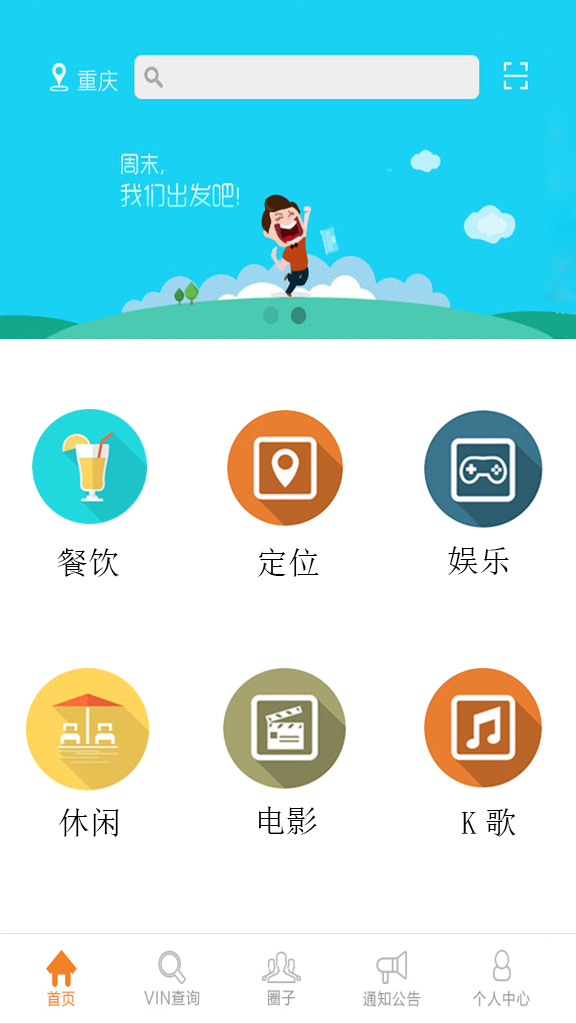 重庆
周末,
我们出发吧!
餐饮
定位
娱乐
休闲
电影
K歌
首页
VIN查询
圈子
通知公告
个人中心